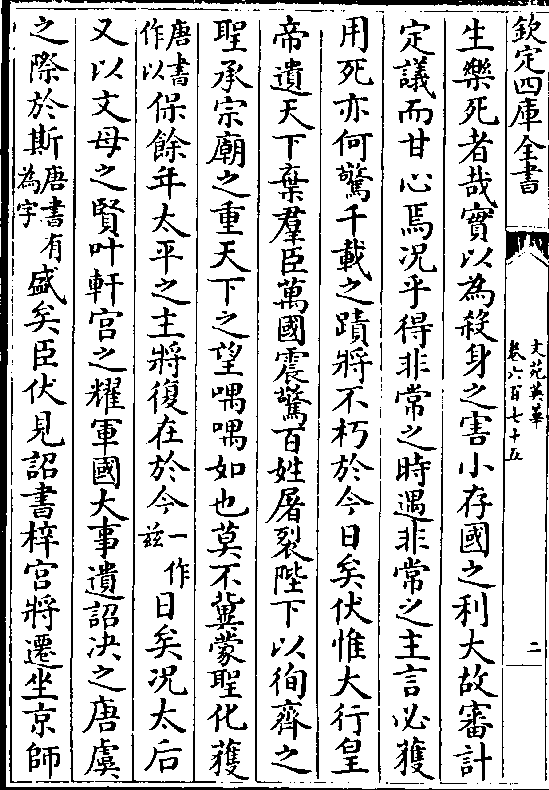 欽定四庫全書
文苑英華
卷六百七十五
二
生樂死者哉實以為殺身之害小存國之利大故審計
定議而甘心焉况乎得非常之時遇非常之主言必獲
用死亦何驚千載之蹟將不朽於今日矣伏惟大行皇
帝遺天下棄羣臣萬國震驚百姓屠裂陛下以徇齊之
聖承宗廟之重天下之望喁喁如也莫不冀蒙聖化獲
唐書作以保餘年太平之主將復在於今一作兹日矣况太后
又以文母之賢叶軒宫之耀軍國大事遺詔决之唐虞
之際於斯唐書有為字盛矣臣伏見詔書梓宫將遷坐京師